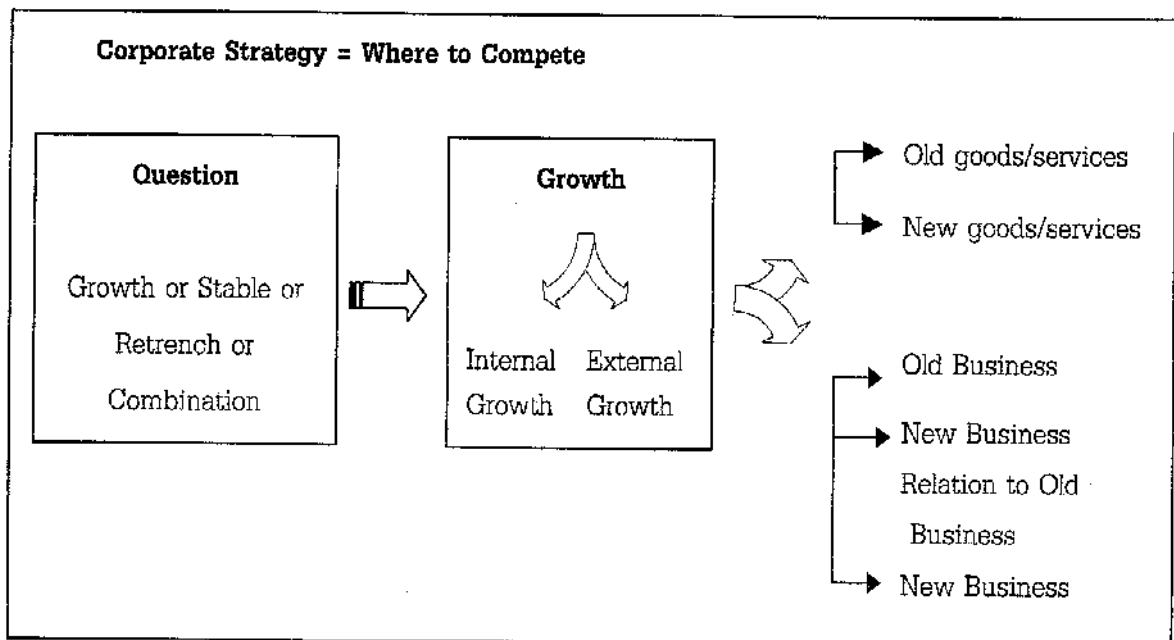 Corporate Strategy = Where to Compete
Question
Growth or Stable or
Retrench or
Combination
Growth
Internal External
Growth Growth
Old goods/services
New goods/services
Old Business
New Business
Relation to Old
Business
New Business